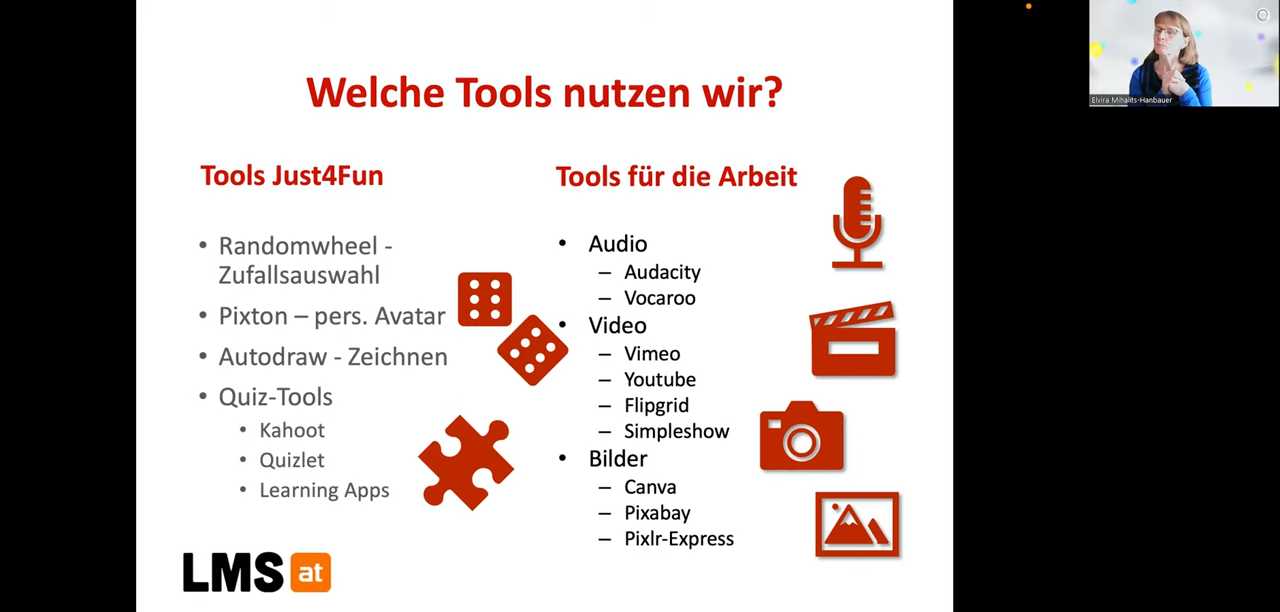 Welche Tools nutzen wir?
Tools Just4Fun
• Randomwheel -
Zufallsauswahl
• Pixton – pers. Avatar
• Autodraw - Zeichnen
• Quiz-Tools
• Kahoot
• Quizlet
• Learning Apps
Tools für die Arbeit
• Audio
– Audacity
– Vocaroo
• Video
– Vimeo
– Youtube
– Flipgrid
– Simpleshow
• Bilder
– Canva
– Pixabay
– Pixlr-Express
LMS at
Elvira Mihalits-Hanbauer